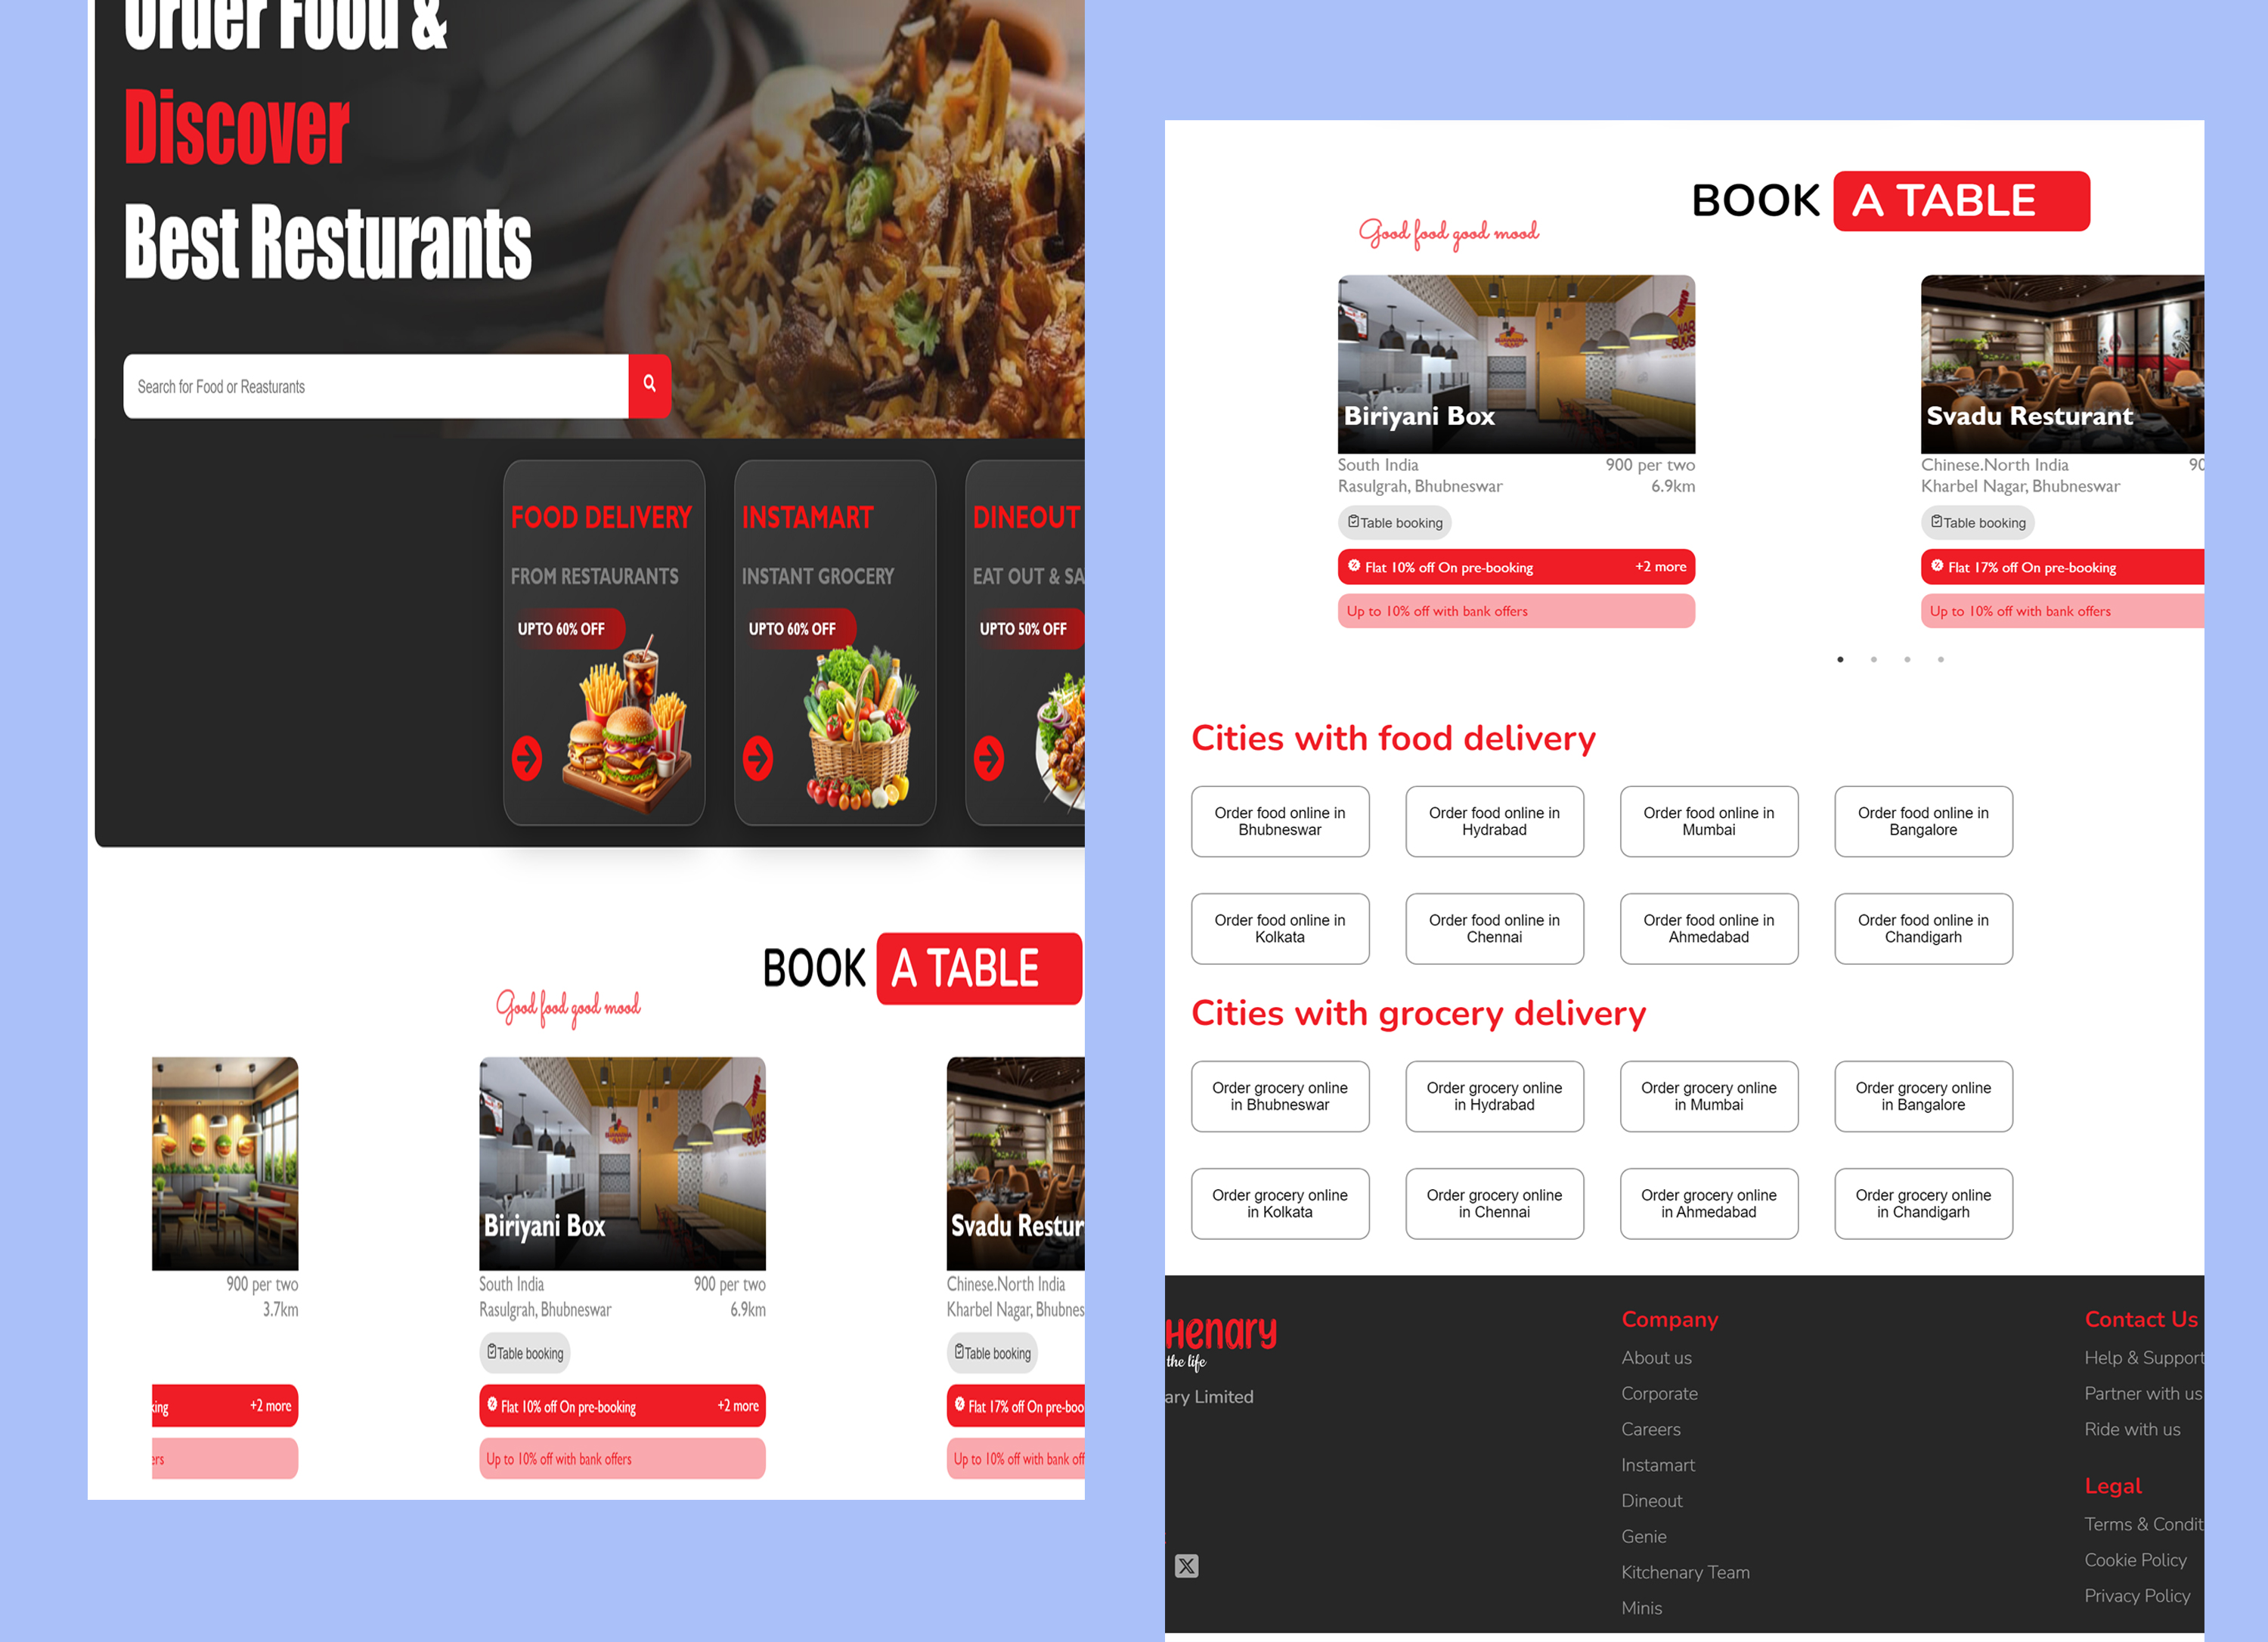 Order Food &
Discover
Best Resturants
Search for Food or Reasturants
FOOD DELIVERY
FROM RESTAURANTS
UPTO 60% OFF
INSTAMART
INSTANT GROCERY
UPTO 60% OFF
DINEOUT
EAT OUT & SA
UPTO 50% OFF
BOOK A TABLE
Good food good mood
900 per two
3.7km
king +2 more
ers
Biriyani Box
South India 900 per two
Rasulgrah, Bhubneswar 6.9km
Table booking
Flat 10% off On pre-booking +2 more
Up to 10% off with bank offers
Svadu Restur
Chinese.North India
Kharbel Nagar, Bhubnes
Table booking
Flat 17% off On pre-boo
Up to 10% off with bank off
BOOK A TABLE
Good food good mood
Biriyani Box
South India 900 per two
Rasulgrah, Bhubneswar 6.9km
Table booking
Flat 10% off On pre-booking +2 more
Up to 10% off with bank offers
Svadu Resturant
Chinese.North India 90
Kharbel Nagar, Bhubneswar
Table booking
Flat 17% off On pre-booking
Up to 10% off with bank offers
Cities with food delivery
Order food online in
Bhubneswar
Order food online in
Hydrabad
Order food online in
Mumbai
Order food online in
Bangalore
Order food online in
Kolkata
Order food online in
Chennai
Order food online in
Ahmedabad
Order food online in
Chandigarh
Cities with grocery delivery
Order grocery online
in Bhubneswar
Order grocery online
in Hydrabad
Order grocery online
in Mumbai
Order grocery online
in Bangalore
Order grocery online
in Kolkata
Order grocery online
in Chennai
Order grocery online
in Ahmedabad
Order grocery online
in Chandigarh
Henary
the life
ary Limited
Company
About us
Corporate
Careers
Instamart
Dineout
Genie
Kitchenary Team
Minis
Contact Us
Help & Support
Partner with us
Ride with us
Legal
Terms & Condit
Cookie Policy
Privacy Policy